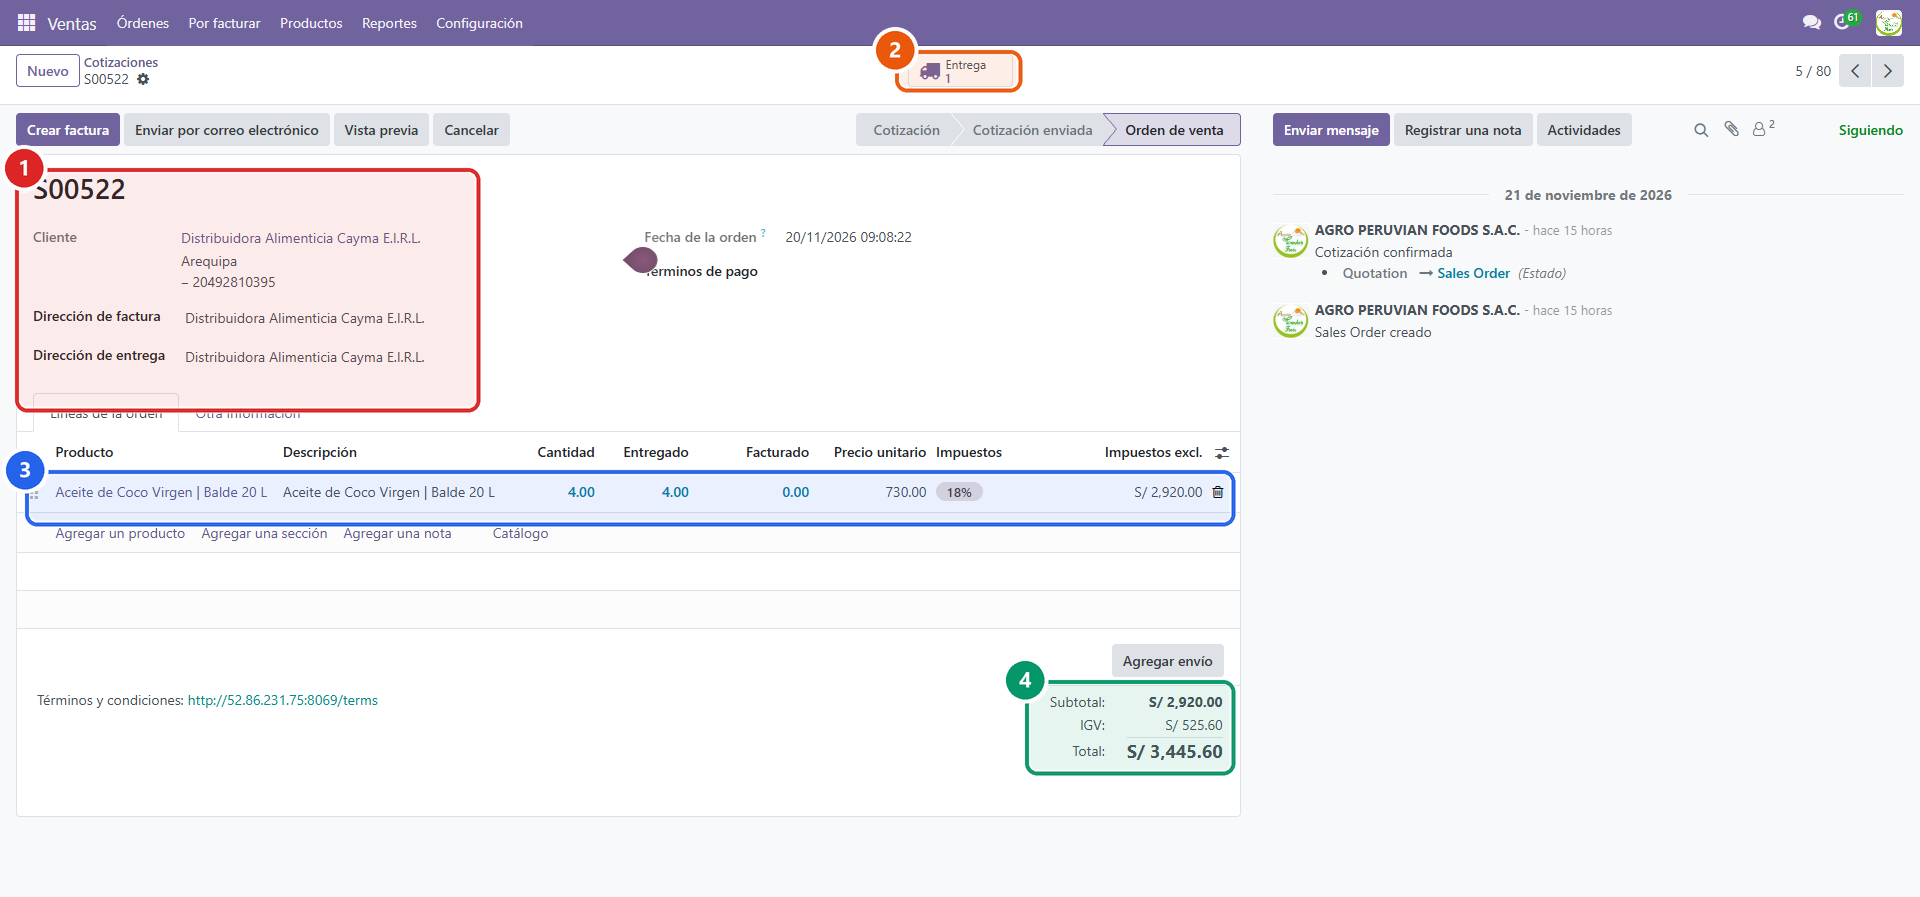 Ventas Órdenes Por facturar Productos Reportes Configuración 61
Nuevo Cotizaciones
S00522
2
Entrega
1
5 / 80
Crear factura Enviar por correo electrónico Vista previa Cancelar Cotización Cotización enviada Orden de venta Enviar mensaje Registrar una nota Actividades 2 Siguiendo
1
S00522
Cliente Distribuidora Alimenticia Cayma E.I.R.L.
Arequipa
– 20492810395
Dirección de factura Distribuidora Alimenticia Cayma E.I.R.L.
Dirección de entrega Distribuidora Alimenticia Cayma E.I.R.L.
Fecha de la orden ? 20/11/2026 09:08:22
Términos de pago
Líneas de la orden Otra información
Producto Descripción Cantidad Entregado Facturado Precio unitario Impuestos Impuestos excl.
3
Aceite de Coco Virgen | Balde 20 L Aceite de Coco Virgen | Balde 20 L 4.00 4.00 0.00 730.00 18% S/ 2,920.00
Agregar un producto Agregar una sección Agregar una nota Catálogo
Agregar envío
4
Términos y condiciones: http://52.86.231.75:8069/terms
Subtotal: S/ 2,920.00
IGV: S/ 525.60
Total: S/ 3,445.60
21 de noviembre de 2026
AGRO PERUVIAN FOODS S.A.C. - hace 15 horas
Cotización confirmada
• Quotation → Sales Order (Estado)
AGRO PERUVIAN FOODS S.A.C. - hace 15 horas
Sales Order creado